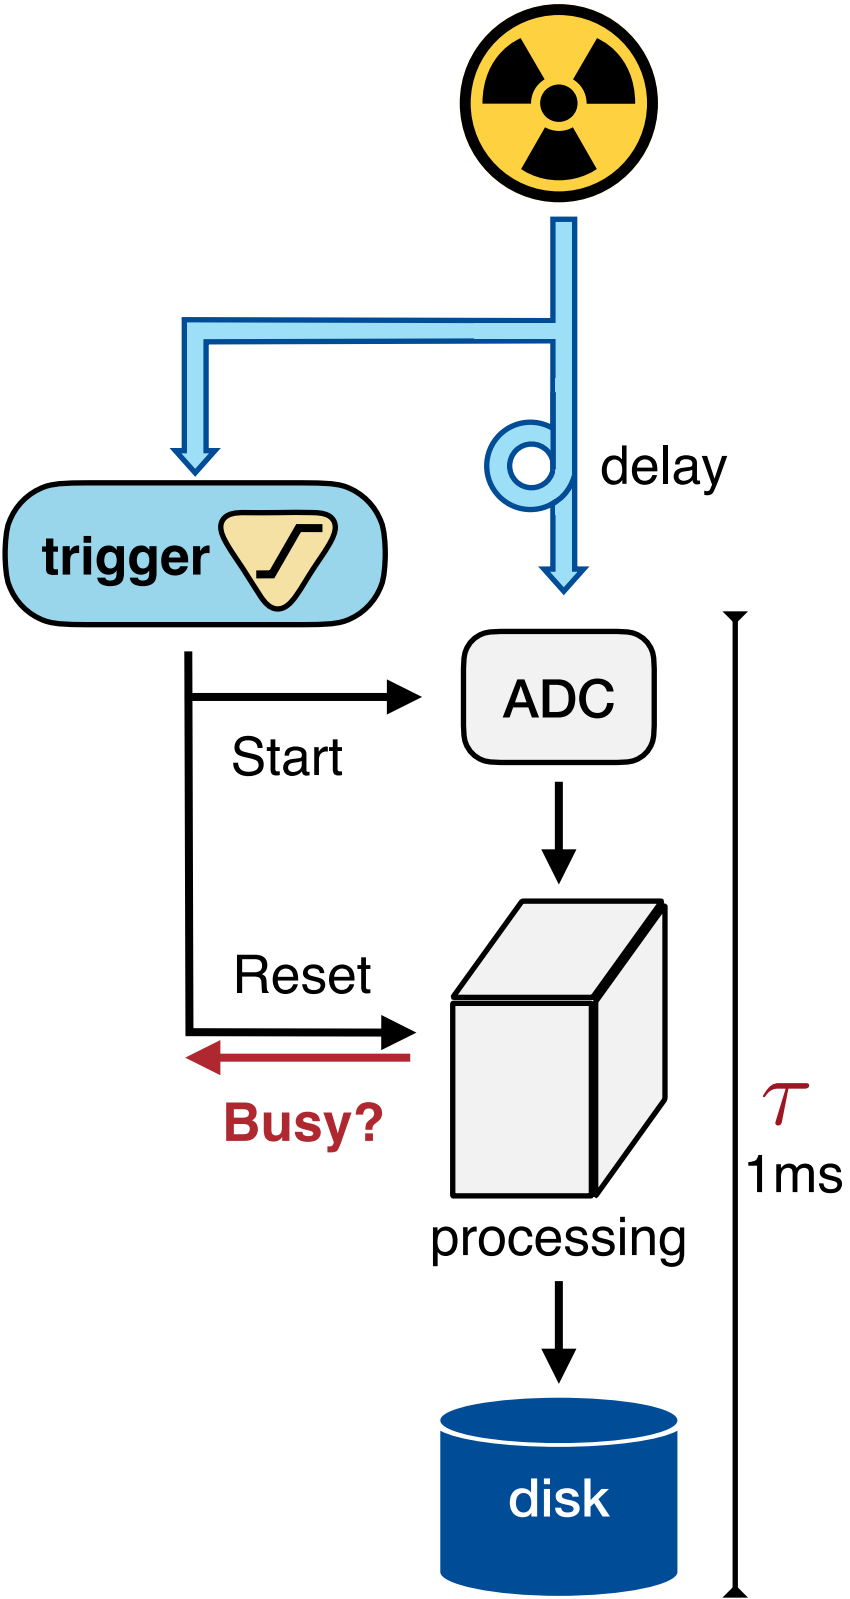 delay
trigger
ADC
Start
Reset
Busy?
τ
1ms
processing
disk